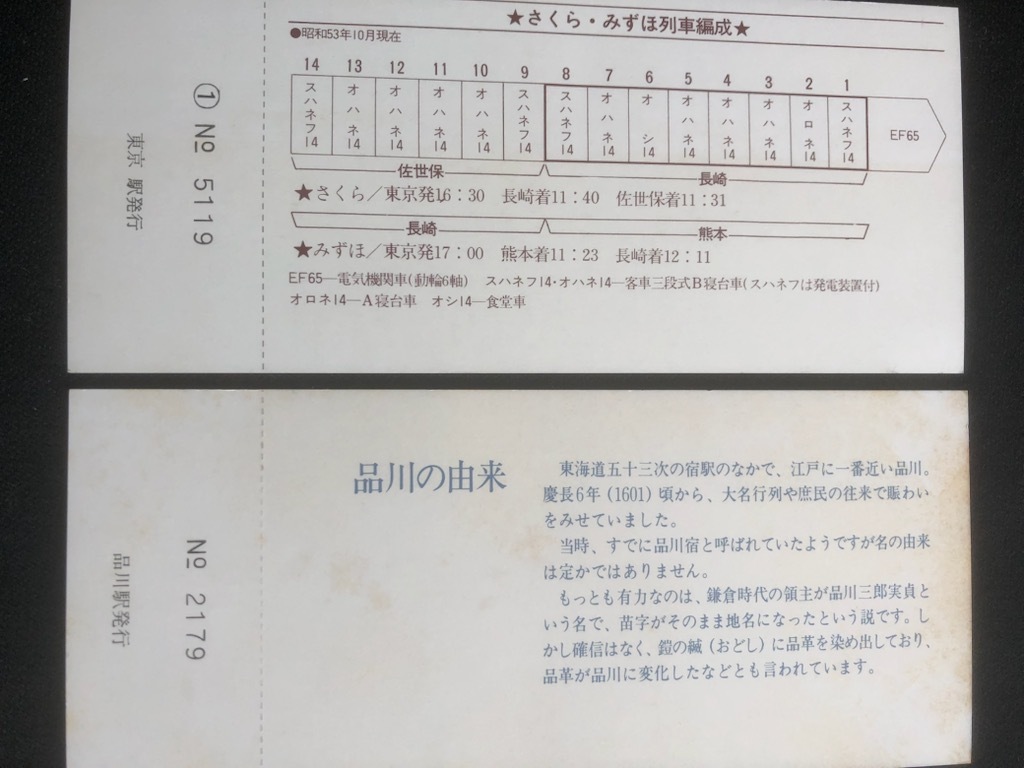 ★さくら・みずほ列車編成★
●昭和53年10月現在
14 13 12 11 10 9 8 7 6 5 4 3 2 1
スハネフ14 オハネ14 オハネ14 オハネ14 オハネ14 スハネフ14 スハネフ14 オハネ14 オシ14 オハネ14 オハネ14 オハネ14 オロネ14 スハネフ14 EF65
佐世保 長崎
★さくら/東京発16:30 長崎着11:40 佐世保着11:31
長崎 熊本
★みずほ/東京発17:00 熊本着11:23 長崎着12:11
EF65―電気機関車(動輪6軸) スハネフ14・オハネ14―客車三段式B寝台車(スハネフは発電装置付)
オロネ14―A寝台車 オシ14―食堂車
① № 5119
東京 駅発行
品川の由来
東海道五十三次の宿駅のなかで、江戸に一番近い品川。
慶長6年(1601)頃から、大名行列や庶民の往来で賑わい
をみせていました。
当時、すでに品川宿と呼ばれていたようですが名の由来
は定かではありません。
もっとも有力なのは、鎌倉時代の領主が品川三郎実貞と
いう名で、苗字がそのまま地名になったという説です。し
かし確信はなく、鎧の縅(おどし)に品革を染め出しており、
品革が品川に変化したなどとも言われています。
№ 2179
品川駅発行